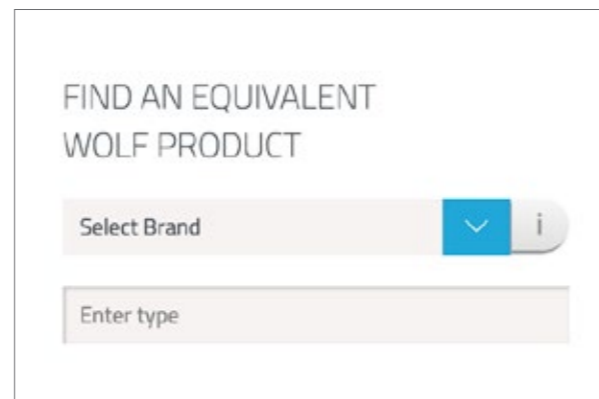 FIND AN EQUIVALENT
WOLF PRODUCT
Select Brand
i
Enter type